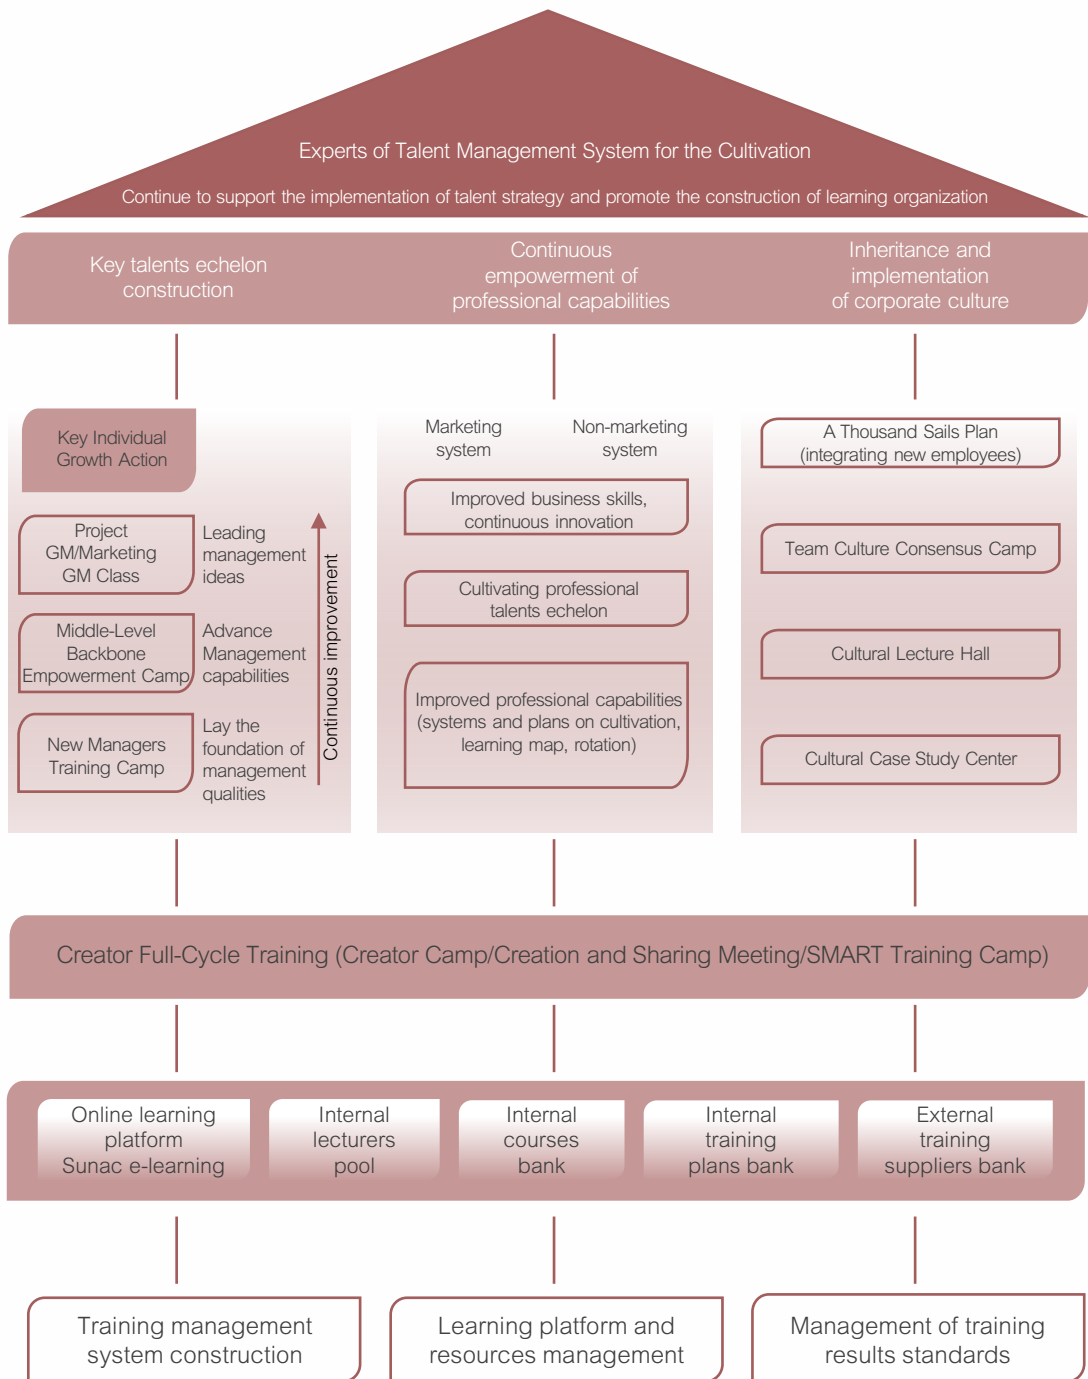 Experts of Talent Management System for the Cultivation
Continue to support the implementation of talent strategy and promote the construction of learning organization
Key talents echelon
construction
Continuous
empowerment of
professional capabilities
Inheritance and
implementation
of corporate culture
Key Individual
Growth Action
Project
GM/Marketing
GM Class
Leading
management
ideas
Middle-Level
Backbone
Empowerment Camp
Advance
Management
capabilities
New Managers
Training Camp
Lay the
foundation of
management
qualities
Continuous improvement
Marketing
system
Non-marketing
system
Improved business skills,
continuous innovation
Cultivating professional
talents echelon
Improved professional capabilities
(systems and plans on cultivation,
learning map, rotation)
A Thousand Sails Plan
(integrating new employees)
Team Culture Consensus Camp
Cultural Lecture Hall
Cultural Case Study Center
Creator Full-Cycle Training (Creator Camp/Creation and Sharing Meeting/SMART Training Camp)
Online learning
platform
Sunac e-learning
Internal
lecturers
pool
Internal
courses
bank
Internal
training
plans bank
External
training
suppliers bank
Training management
system construction
Learning platform and
resources management
Management of training
results standards